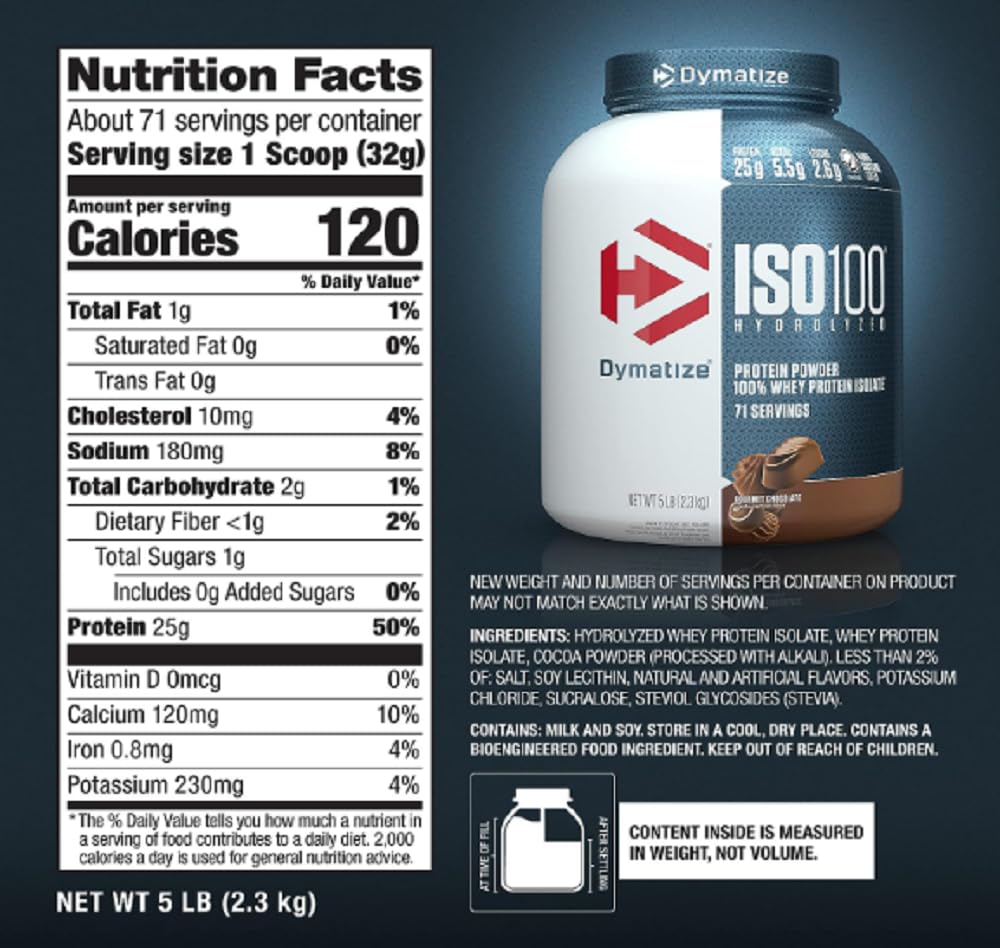 Nutrition Facts
About 71 servings per container
Serving size 1 Scoop (32g)
Amount per serving
Calories 120
% Daily Value*
Total Fat 1g 1%
Saturated Fat 0g 0%
Trans Fat 0g
Cholesterol 10mg 4%
Sodium 180mg 8%
Total Carbohydrate 2g 1%
Dietary Fiber <1g 2%
Total Sugars 1g
Includes 0g Added Sugars 0%
Protein 25g 50%
Vitamin D 0mcg 0%
Calcium 120mg 10%
Iron 0.8mg 4%
Potassium 230mg 4%
*The % Daily Value tells you how much a nutrient in
a serving of food contributes to a daily diet. 2,000
calories a day is used for general nutrition advice.
NET WT 5 LB (2.3 kg)
Dymatize
25g 5.5g 2.6g
ISO100
HYDROLYZED
Dymatize
PROTEIN POWDER
100% WHEY PROTEIN ISOLATE
71 SERVINGS
NET WT 5 LB (2.3 kg)
GOURMET CHOCOLATE
NEW WEIGHT AND NUMBER OF SERVINGS PER CONTAINER ON PRODUCT
MAY NOT MATCH EXACTLY WHAT IS SHOWN.
INGREDIENTS: HYDROLYZED WHEY PROTEIN ISOLATE, WHEY PROTEIN
ISOLATE, COCOA POWDER (PROCESSED WITH ALKALI). LESS THAN 2%
OF: SALT, SOY LECITHIN, NATURAL AND ARTIFICIAL FLAVORS, POTASSIUM
CHLORIDE, SUCRALOSE, STEVIOL GLYCOSIDES (STEVIA).
CONTAINS: MILK AND SOY. STORE IN A COOL, DRY PLACE. CONTAINS A
BIOENGINEERED FOOD INGREDIENT. KEEP OUT OF REACH OF CHILDREN.
AT TIME OF FILL
AFTER SETTLING
CONTENT INSIDE IS MEASURED
IN WEIGHT, NOT VOLUME.